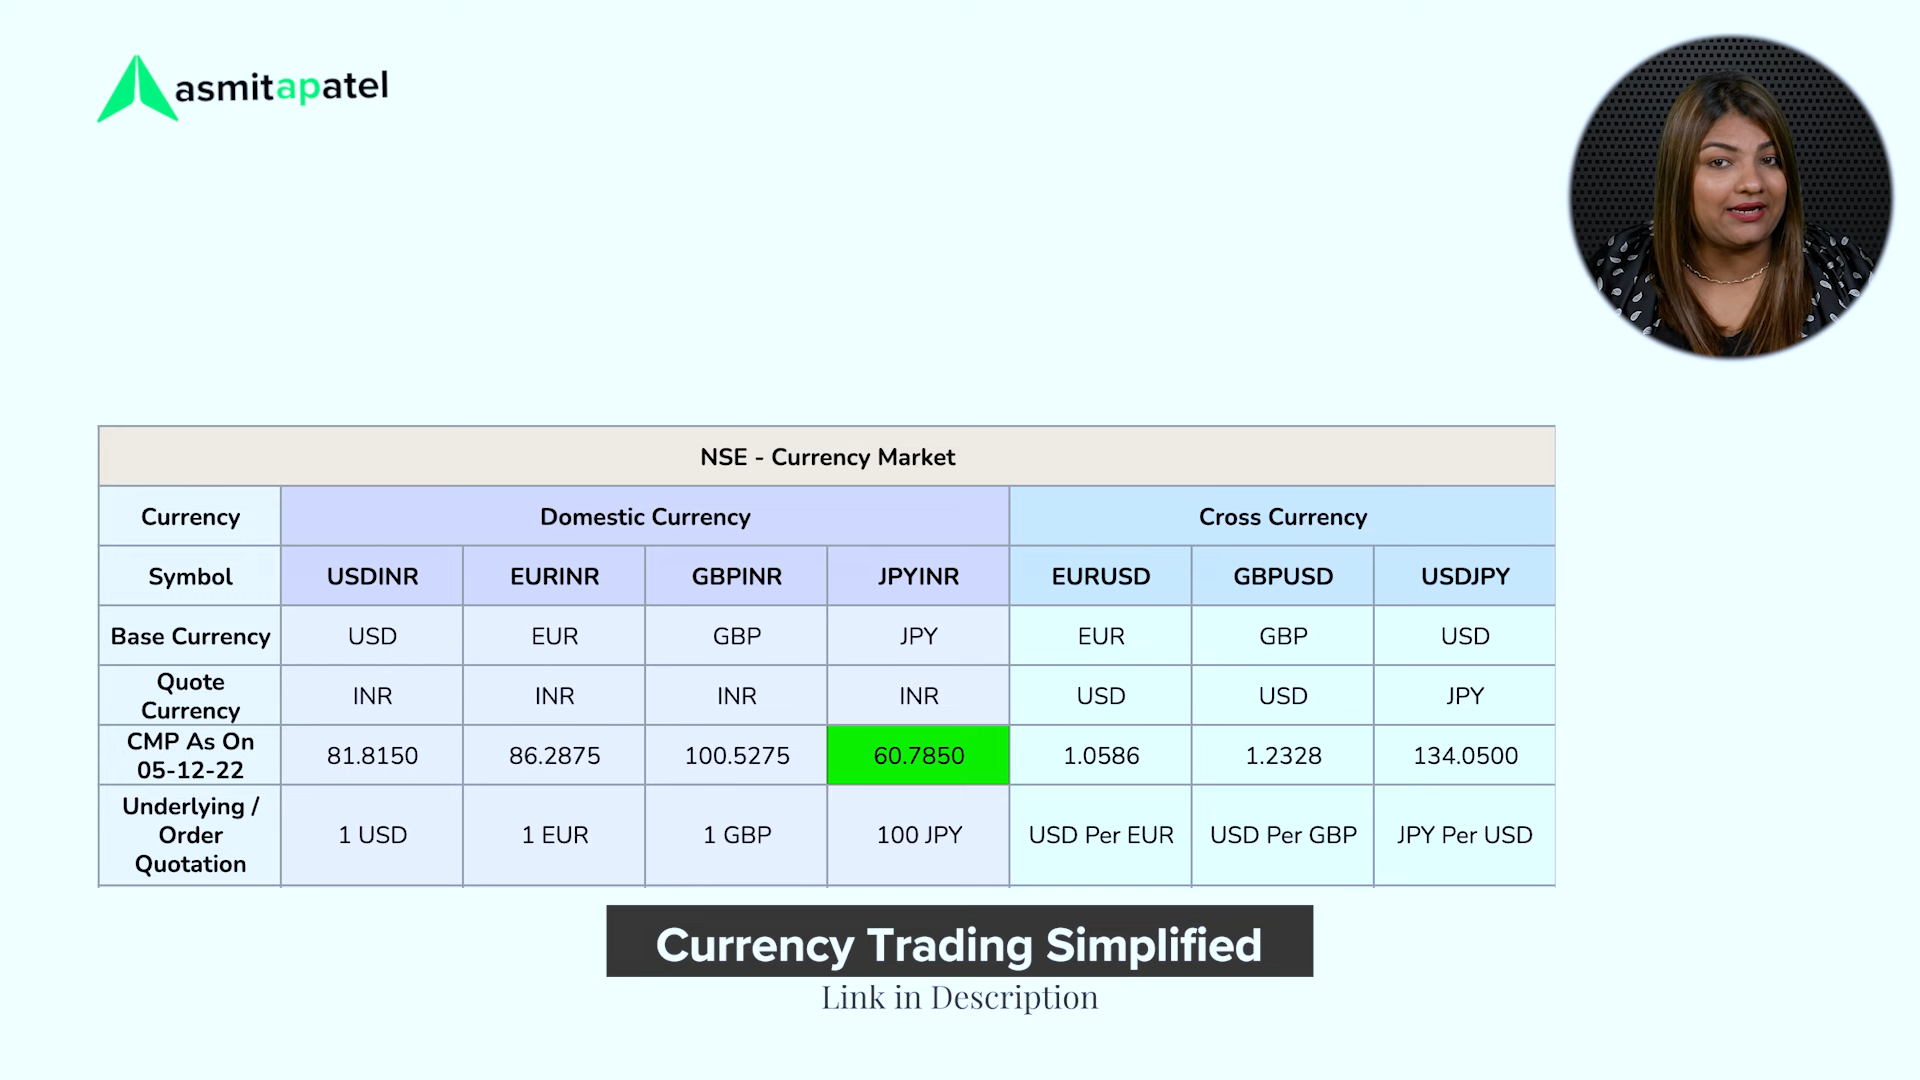 asmitapatel
NSE - Currency Market
Currency Domestic Currency Cross Currency
Symbol USDINR EURINR GBPINR JPYINR EURUSD GBPUSD USDJPY
Base Currency USD EUR GBP JPY EUR GBP USD
Quote
Currency INR INR INR INR USD USD JPY
CMP As On
05-12-22 81.8150 86.2875 100.5275 60.7850 1.0586 1.2328 134.0500
Underlying /
Order
Quotation 1 USD 1 EUR 1 GBP 100 JPY USD Per EUR USD Per GBP JPY Per USD
Currency Trading Simplified
Link in Description